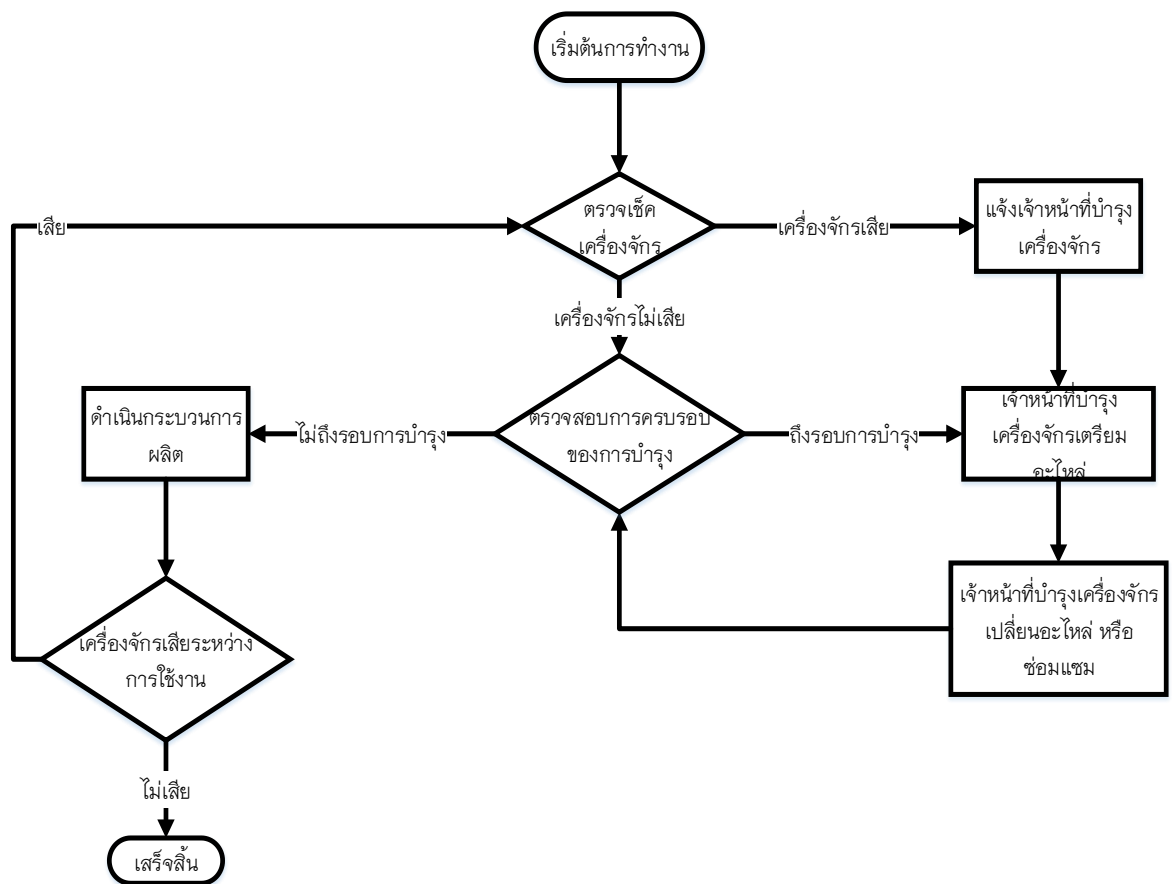 เริ่มต้นการทำงาน
ตรวจเช็ค
เครื่องจักร
เสีย
เครื่องจักรเสีย
แจ้งเจ้าหน้าที่บำรุง
เครื่องจักร
เครื่องจักรไม่เสีย
ดำเนินกระบวนการ
ผลิต
ไม่ถึงรอบการบำรุง
ตรวจสอบการครบรอบ
ของการบำรุง
ถึงรอบการบำรุง
เจ้าหน้าที่บำรุง
เครื่องจักรเตรียม
อะไหล่
เจ้าหน้าที่บำรุงเครื่องจักร
เปลี่ยนอะไหล่ หรือ
ซ่อมแซม
เครื่องจักรเสียระหว่าง
การใช้งาน
ไม่เสีย
เสร็จสิ้น